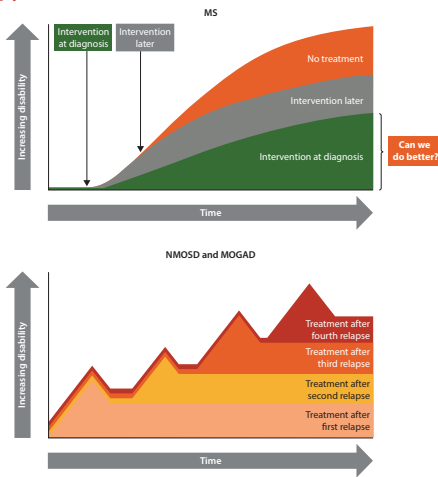 MS
Intervention
at diagnosis
Intervention
later
Increasing disability
No treatment
Intervention later
Intervention at diagnosis
Can we
do better?
Time
NMOSD and MOGAD
Increasing disability
Treatment after
fourth relapse
Treatment after
third relapse
Treatment after
second relapse
Treatment after
first relapse
Time